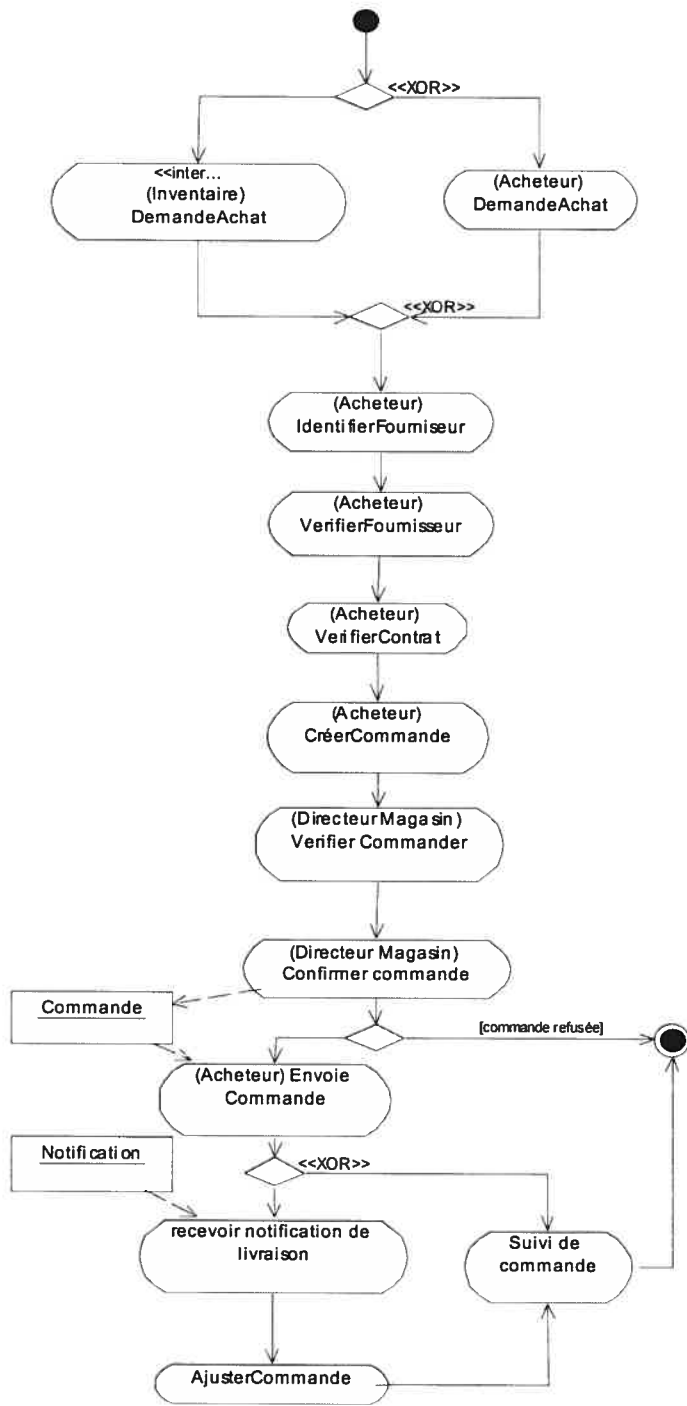 <<XOR>>
<<inter...
(Inventaire)
DemandeAchat
(Acheteur)
DemandeAchat
<<XOR>>
(Acheteur)
IdentifierFourniseur
(Acheteur)
VerifierFournisseur
(Acheteur)
VerifierContrat
(Acheteur)
CréerCommande
(Directeur Magasin)
Verifier Commander
(Directeur Magasin)
Confirmer commande
Commande
[commande refusée]
(Acheteur) Envoie
Commande
Notification
<<XOR>>
recevoir notification de
livraison
Suivi de
commande
AjusterCommande